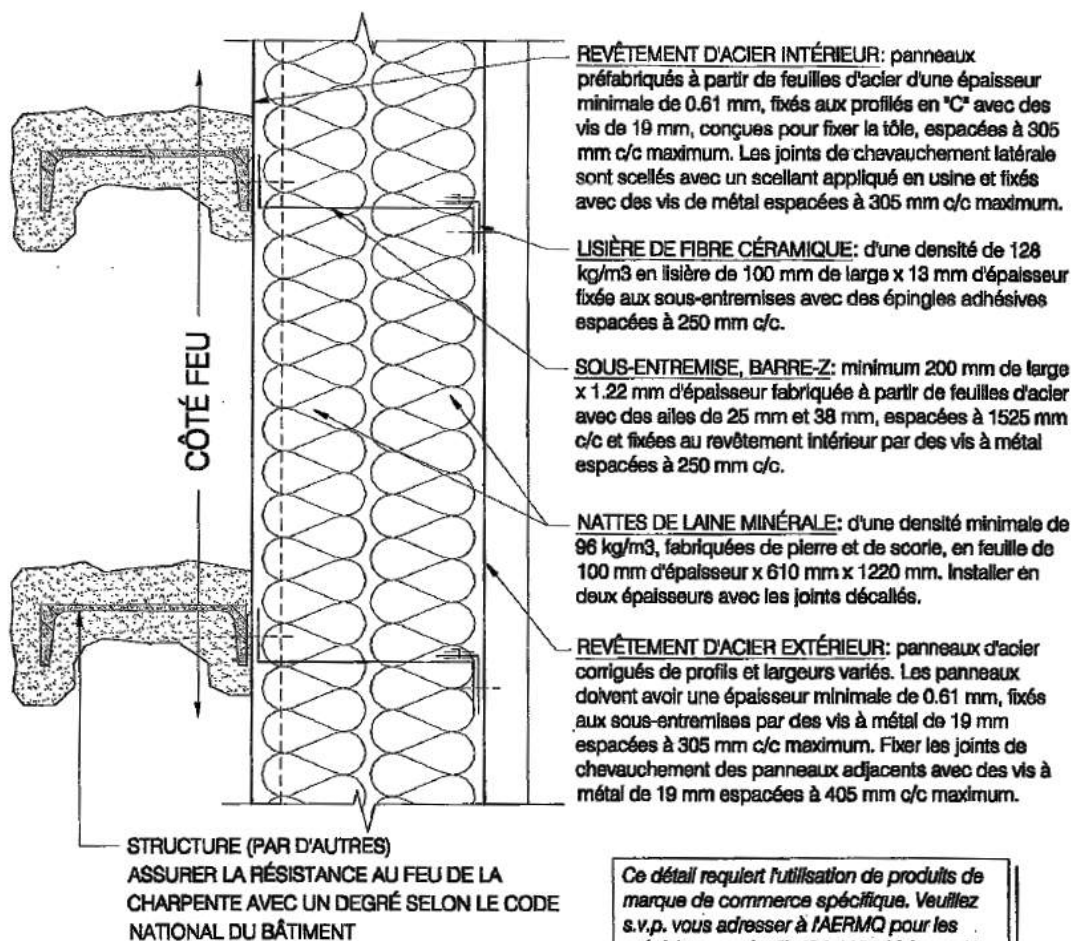 REVÊTEMENT D'ACIER INTÉRIEUR: panneaux
préfabriqués à partir de feuilles d'acier d'une épaisseur
minimale de 0.61 mm, fixés aux profilés en "C" avec des
vis de 19 mm, conçues pour fixer la tôle, espacées à 305
mm c/c maximum. Les joints de chevauchement latérale
sont scellés avec un scellant appliqué en usine et fixés
avec des vis de métal espacées à 305 mm c/c maximum.
LISIÈRE DE FIBRE CÉRAMIQUE: d'une densité de 128
kg/m3 en lisière de 100 mm de large x 13 mm d'épaisseur
fixée aux sous-entremises avec des épingles adhésives
espacées à 250 mm c/c.
CÔTÉ FEU
SOUS-ENTREMISE, BARRE-Z: minimum 200 mm de large
x 1.22 mm d'épaisseur fabriquée à partir de feuilles d'acier
avec des ailes de 25 mm et 38 mm, espacées à 1525 mm
c/c et fixées au revêtement intérieur par des vis à métal
espacées à 250 mm c/c.
NATTES DE LAINE MINÉRALE: d'une densité minimale de
96 kg/m3, fabriquées de pierre et de scorie, en feuille de
100 mm d'épaisseur x 610 mm x 1220 mm. Installer en
deux épaisseurs avec les joints décallés.
REVÊTEMENT D'ACIER EXTÉRIEUR: panneaux d'acier
corrigués de profils et largeurs variés. Les panneaux
doivent avoir une épaisseur minimale de 0.61 mm, fixés
aux sous-entremises par des vis à métal de 19 mm
espacées à 305 mm c/c maximum. Fixer les joints de
chevauchement des panneaux adjacents avec des vis à
métal de 19 mm espacées à 405 mm c/c maximum.
STRUCTURE (PAR D'AUTRES)
ASSURER LA RÉSISTANCE AU FEU DE LA
CHARPENTE AVEC UN DEGRÉ SELON LE CODE
NATIONAL DU BÂTIMENT
Ce détail requiert l'utilisation de produits de
marque de commerce spécifique. Veuillez
s.v.p. vous adresser à l'AERMQ pour les